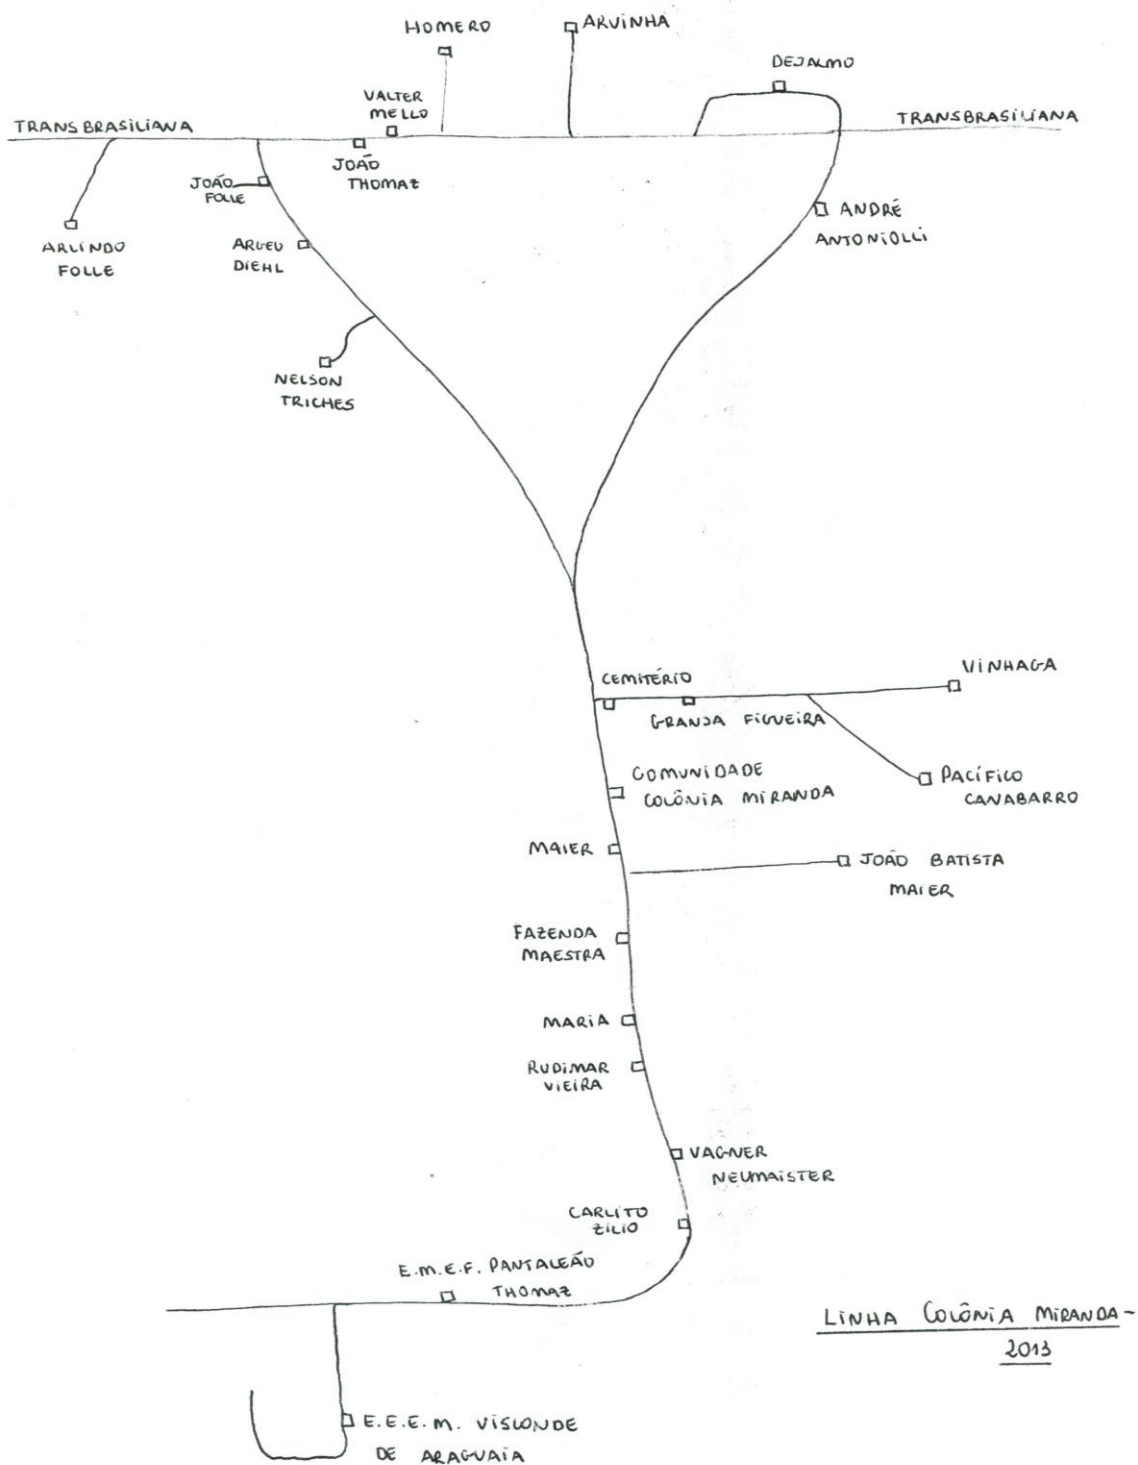 HOMERO
ARVINHA
DEJALMO
VALTER
MELLO
TRANSBRASILIANA
TRANSBRASILIANA
JOÃO
THOMAZ
JOÃO
FOLLE
ANDRÉ
ANTONIOLLI
ARLINDO
FOLLE
ARGEU
DIEHL
NELSON
TRICHES
CEMITÉRIO
VINHAGA
GRANJA FIGUEIRA
COMUNIDADE
COLÔNIA MIRANDA
PACÍFICO
CANABARRO
MAIER
JOÃO BATISTA
MAIER
FAZENDA
MAESTRA
MARIA
RUDIMAR
VIEIRA
VAGNER
NEUMAISTER
CARLITO
ZILIO
E.M.E.F. PANTALEÃO
THOMAZ
LINHA COLÔNIA MIRANDA -
2013
E.E.E.M. VISCONDE
DE ARAGUAIA